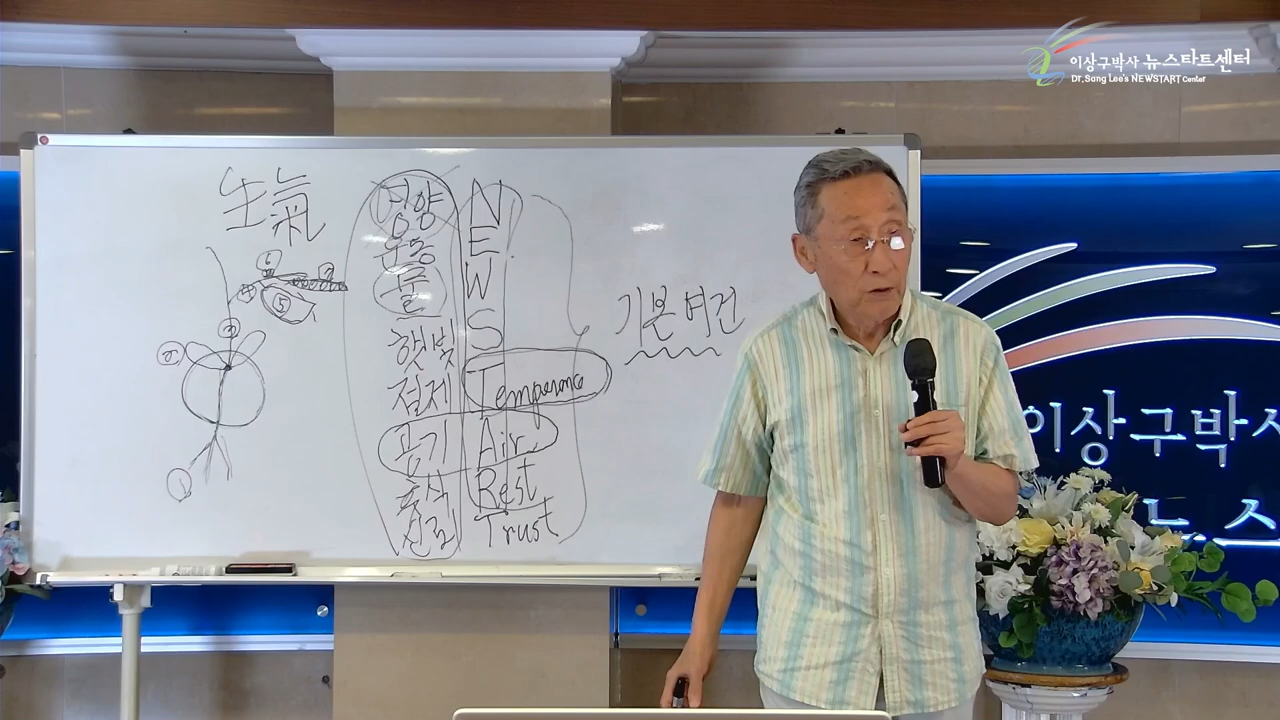 이상구박사 뉴스타트센터
Dr. Sang Lee's NEWSTART Center
生氣
영양 N
운동 E
물 W
햇빛 S
절제 Temperance
공기 Air
휴식 Rest
신뢰 Trust
기본 여건
이상구박사
뉴스